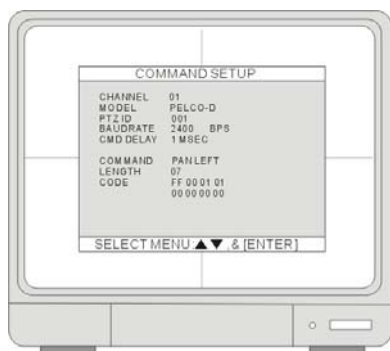 COMMAND SETUP
CHANNEL 01
MODEL PELCO-D
PTZ ID 001
BAUDRATE 2400 BPS
CMD DELAY 1 MSEC
COMMAND PAN LEFT
LENGTH 07
CODE FF 00 01 01
00 00 00 00
SELECT MENU:▲▼,& [ENTER]